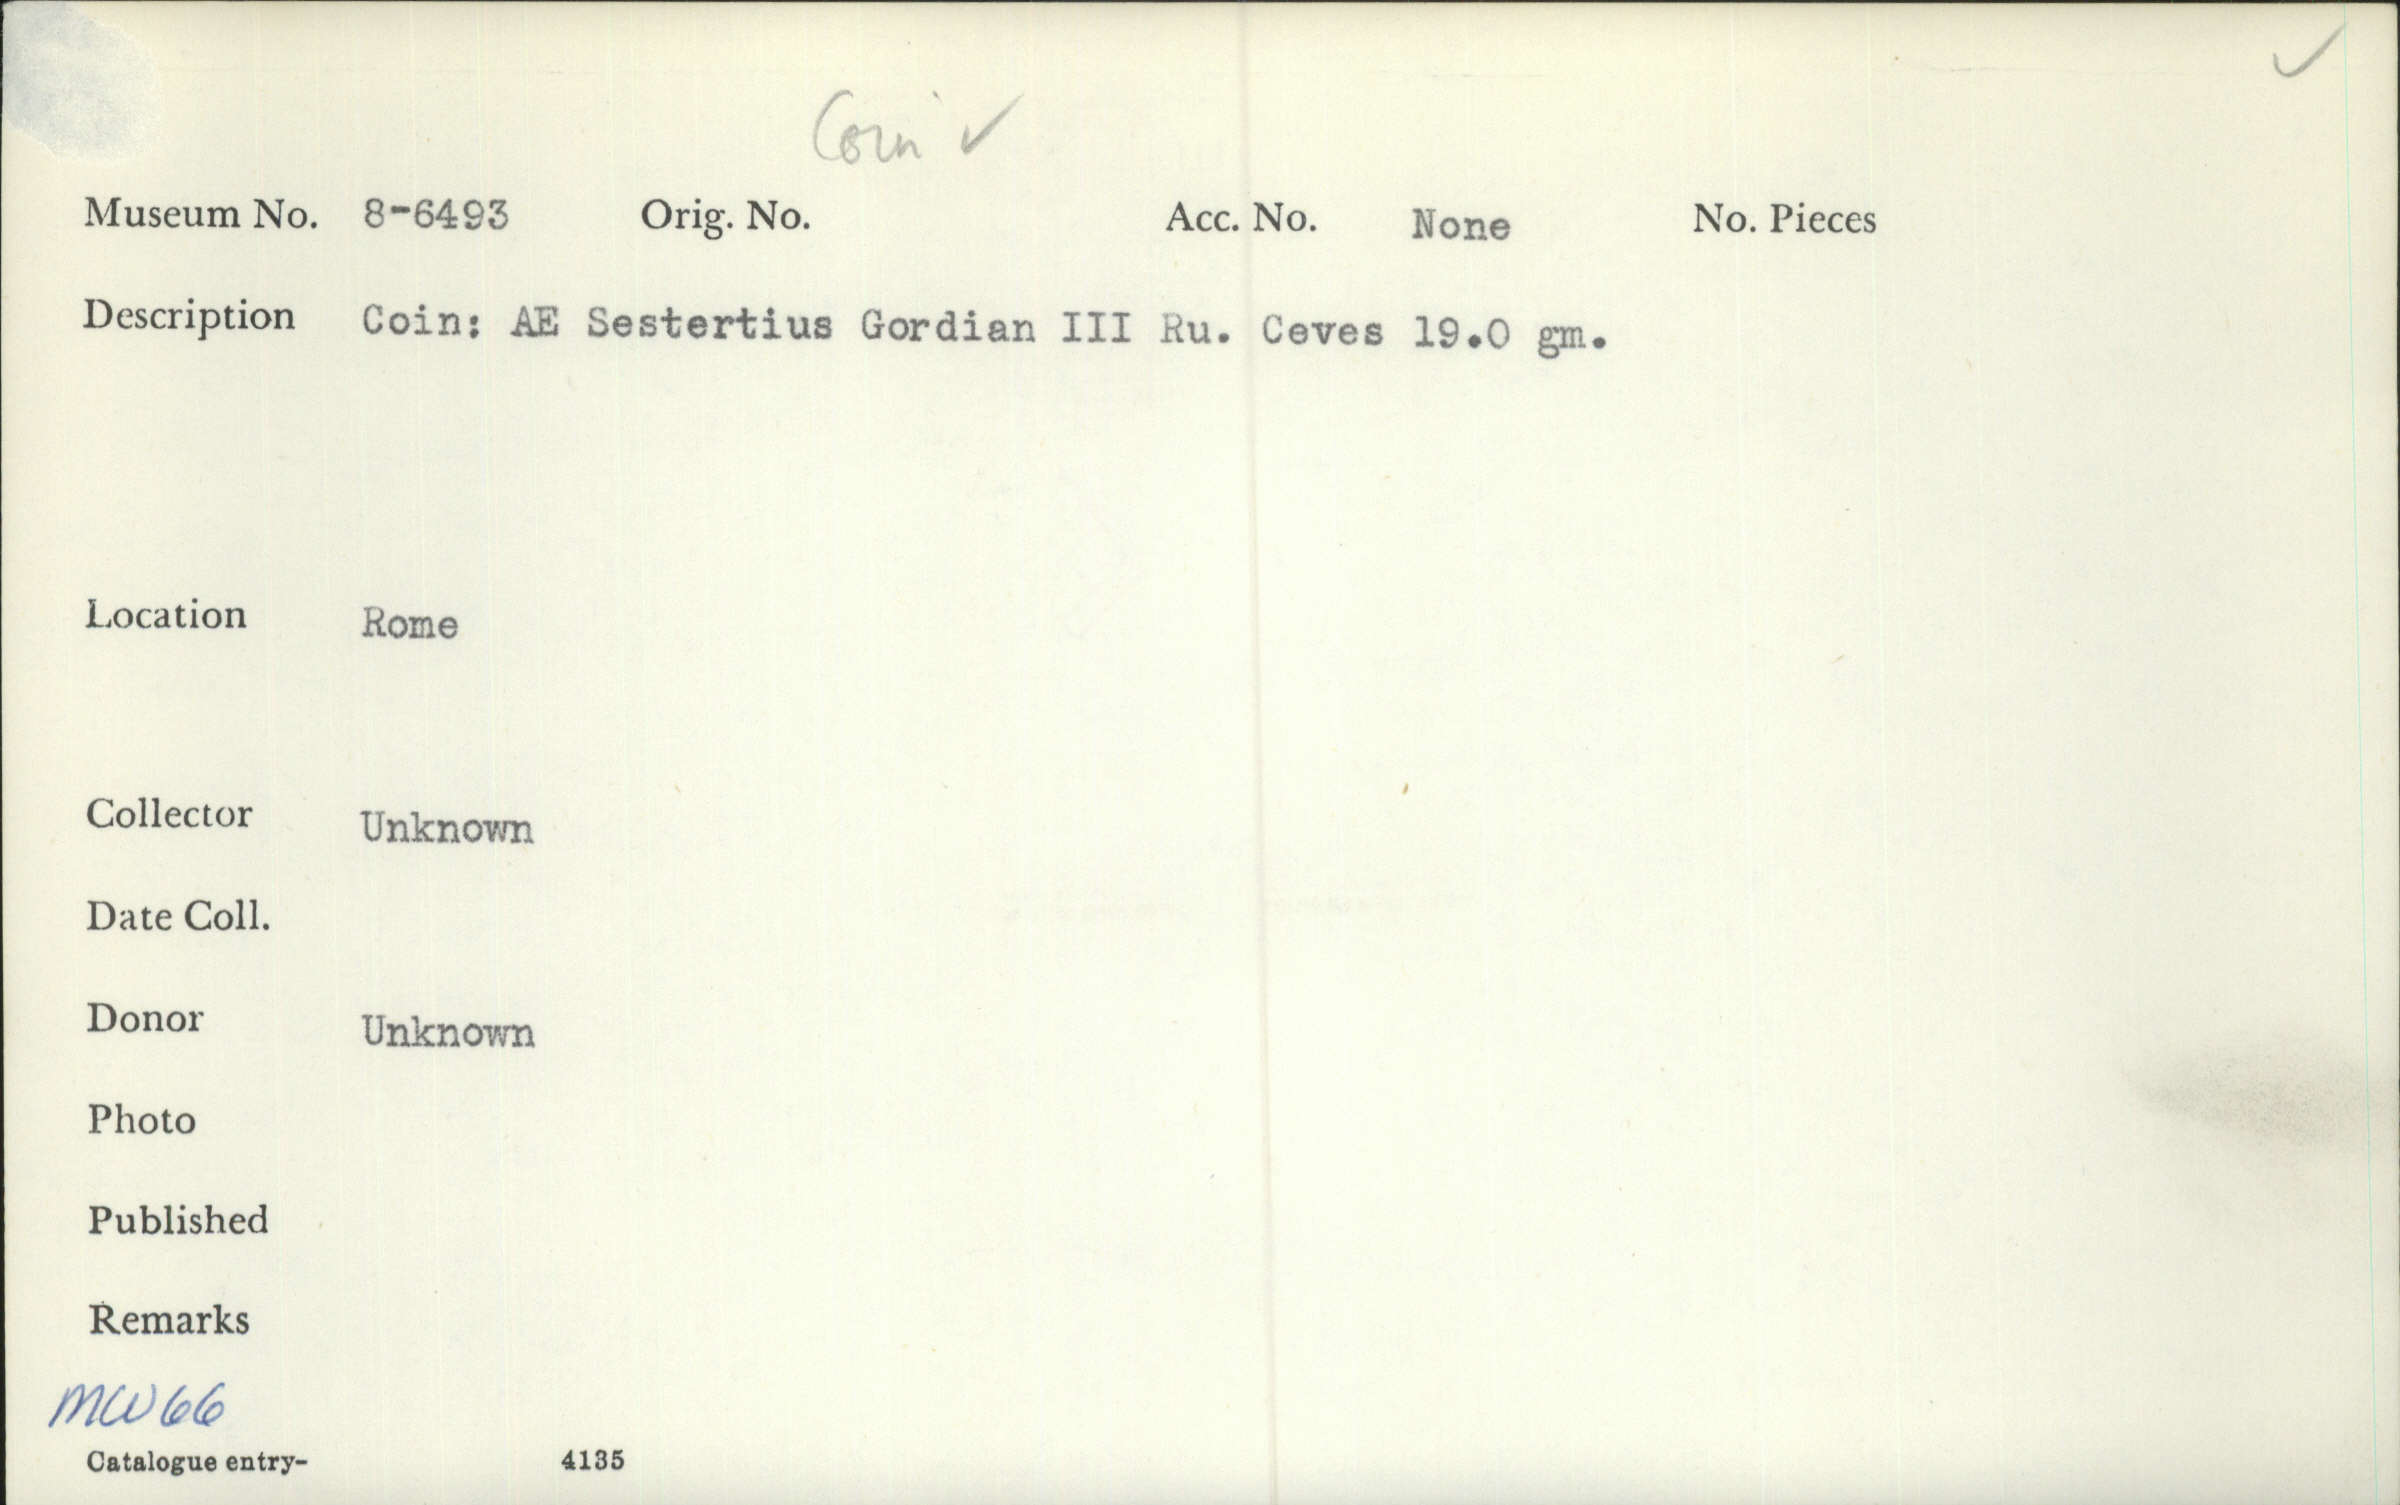 ✓
Coin ✓
Museum No. 8-6493 Orig. No. Acc. No. None No. Pieces
Description Coin: AE Sestertius Gordian III Ru. Ceves 19.0 gm.
Location Rome
Collector Unknown
Date Coll.
Donor Unknown
Photo
Published
Remarks
MW66
Catalogue entry- 4135